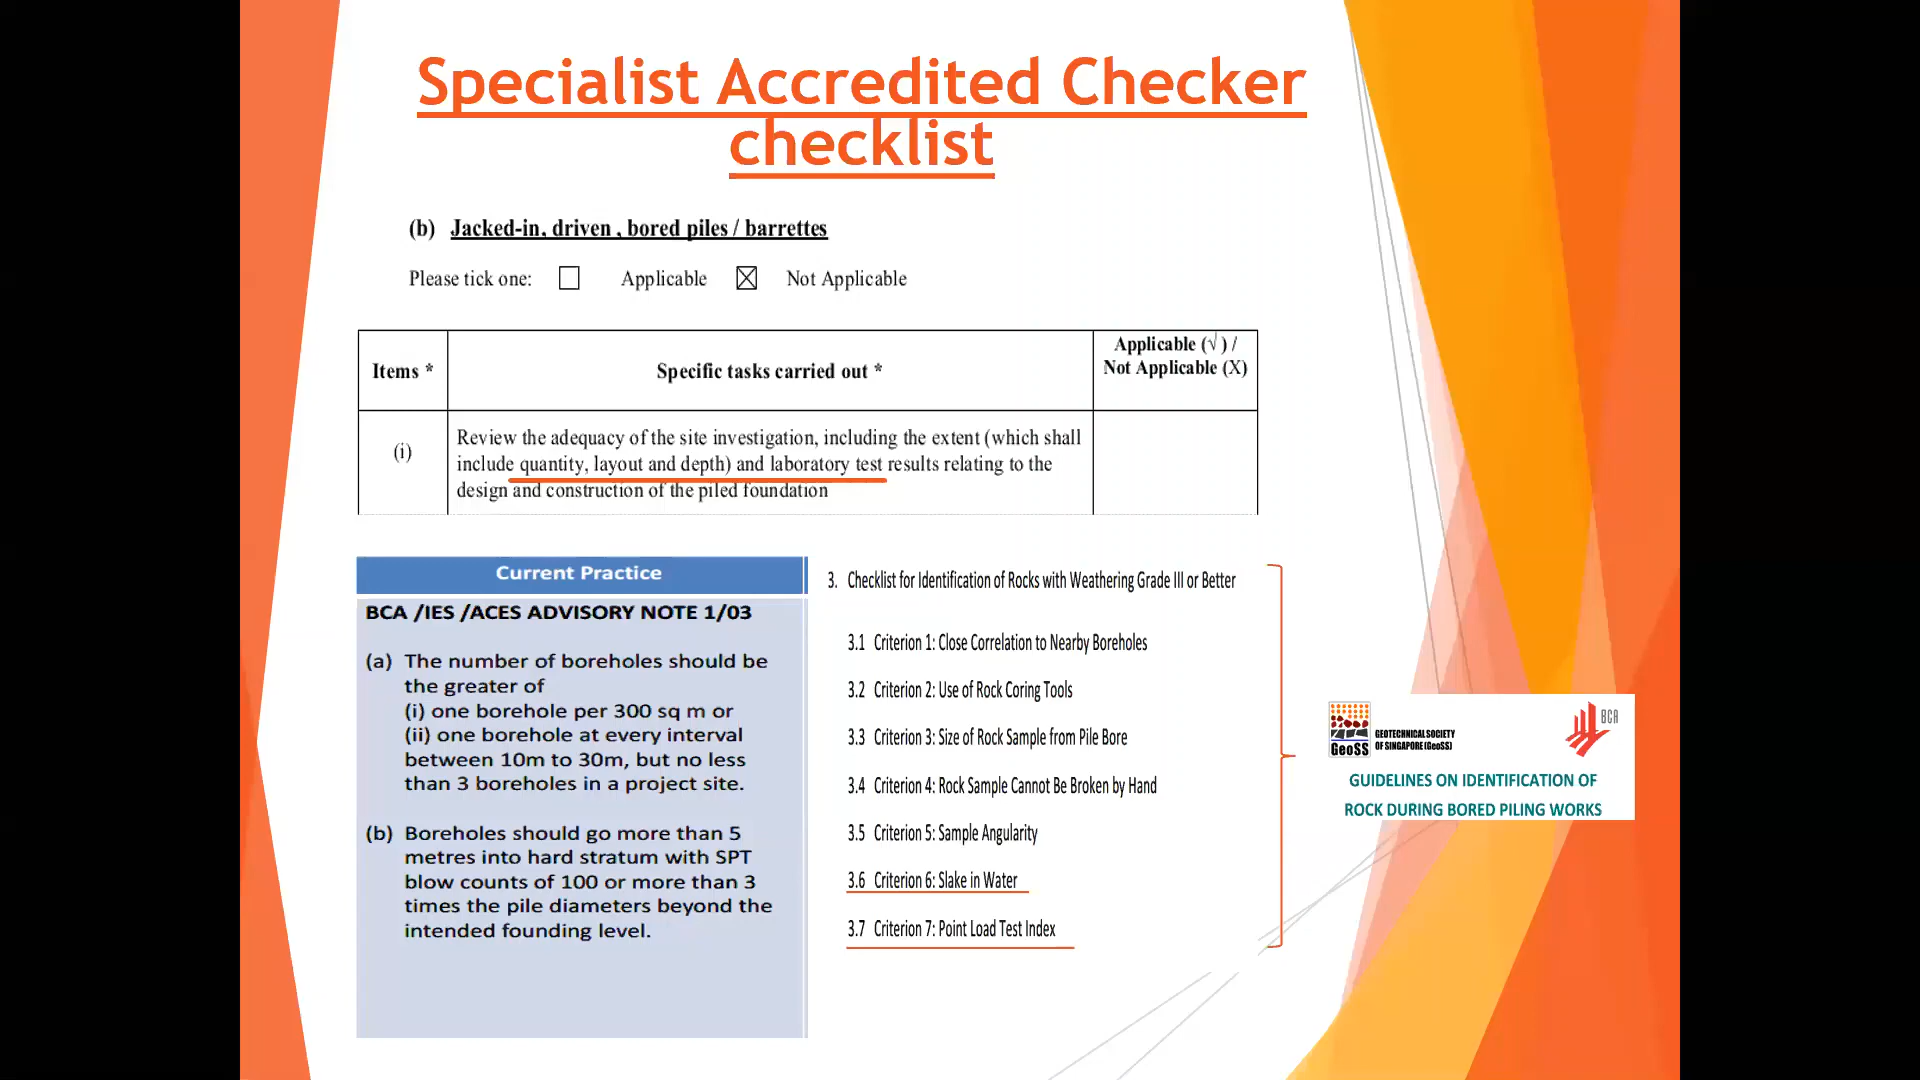 Specialist Accredited Checker
checklist
(b) Jacked-in, driven , bored piles / barrettes
Please tick one: Applicable Not Applicable
Items * Specific tasks carried out * Applicable (√ ) /
Not Applicable (X)
(i) Review the adequacy of the site investigation, including the extent (which shall
include quantity, layout and depth) and laboratory test results relating to the
design and construction of the piled foundation
Current Practice
BCA /IES /ACES ADVISORY NOTE 1/03
(a) The number of boreholes should be
the greater of
(i) one borehole per 300 sq m or
(ii) one borehole at every interval
between 10m to 30m, but no less
than 3 boreholes in a project site.
(b) Boreholes should go more than 5
metres into hard stratum with SPT
blow counts of 100 or more than 3
times the pile diameters beyond the
intended founding level.
3. Checklist for Identification of Rocks with Weathering Grade III or Better
3.1 Criterion 1: Close Correlation to Nearby Boreholes
3.2 Criterion 2: Use of Rock Coring Tools
3.3 Criterion 3: Size of Rock Sample from Pile Bore
3.4 Criterion 4: Rock Sample Cannot Be Broken by Hand
3.5 Criterion 5: Sample Angularity
3.6 Criterion 6: Slake in Water
3.7 Criterion 7: Point Load Test Index
GeoSS
GEOTECHNICAL SOCIETY
OF SINGAPORE (GeoSS)
BCA
GUIDELINES ON IDENTIFICATION OF
ROCK DURING BORED PILING WORKS